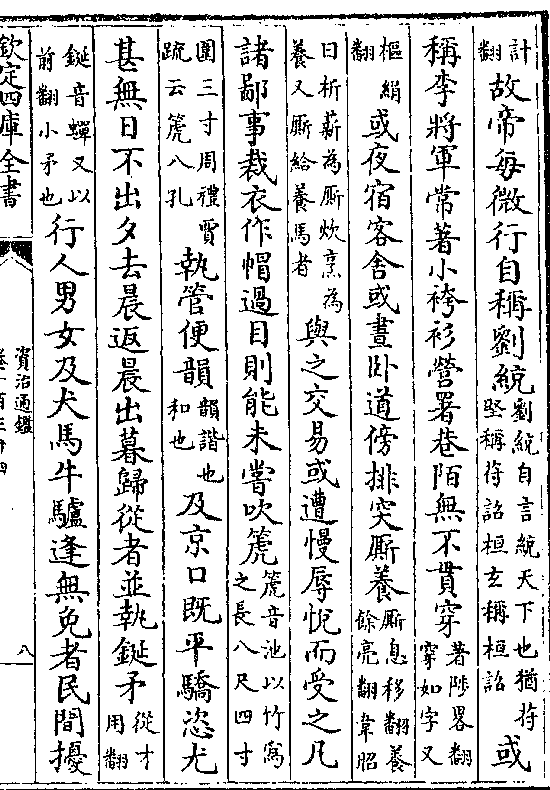 計翻故帝每微行自稱劉統劉統自言統天下也猶苻堅稱苻詔桓玄稱桓詔或
稱李將軍常著小袴衫營署巷陌無不貫穿著陟畧翻穿如字又
樞絹翻或夜宿客舍或晝卧道傍排突厮養厮息移翻養餘亮翻韋昭
曰析薪為厮炊烹為養又厮給養馬者與之交易或遭慢辱悅而受之凡
諸鄙事裁衣作帽過目則能未嘗吹箎箎音池以竹為之長八尺四寸
圍三寸周禮賈疏云箎八孔執管便韻韻諧也和也及京口既平驕恣尤
甚無日不出夕去晨返晨出暮歸從者並執鋋矛從才用翻
鋋音蟬又以前翻小矛也行人男女及犬馬牛驢逢無免者民間擾
欽定四庫全書
資治通鑑
卷一百三十四
八